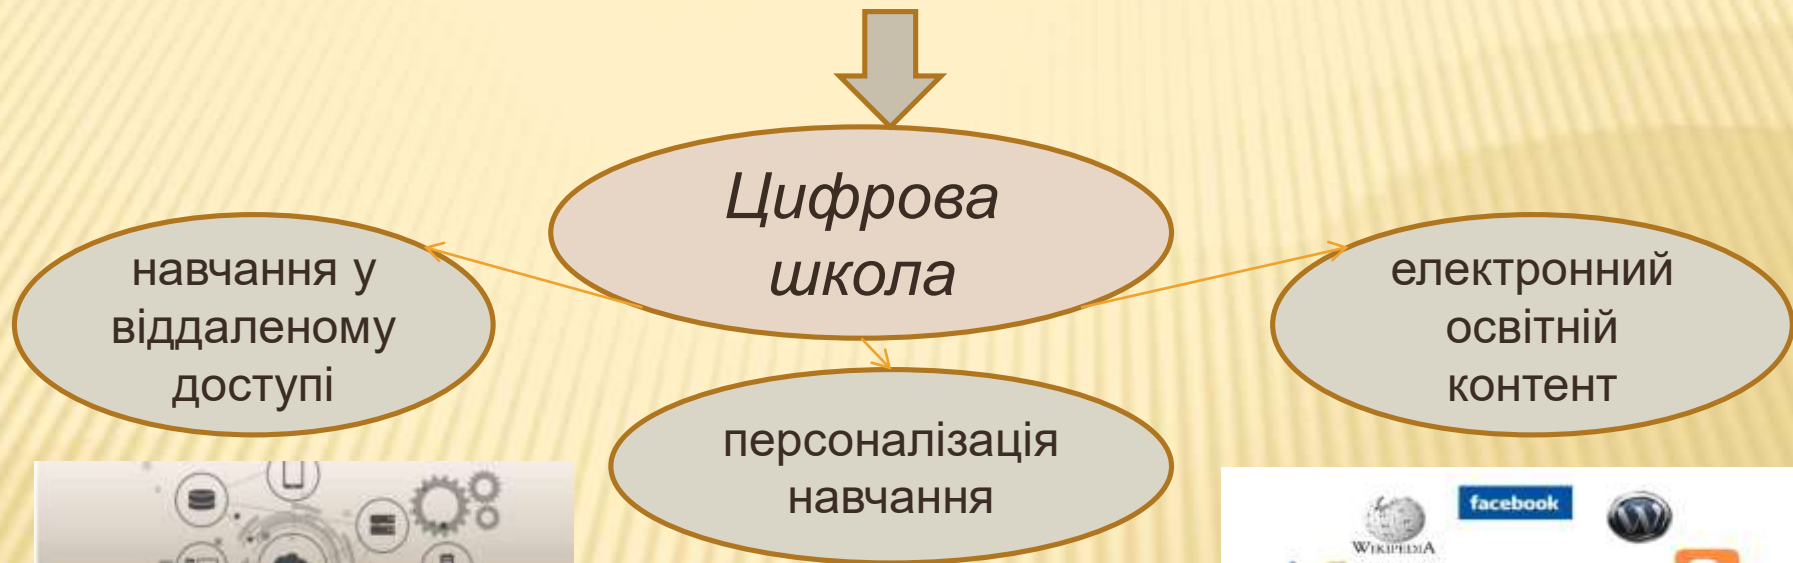 Цифрова
школа
навчання у
віддаленому
доступі
електронний
освітній
контент
персоналізація
навчання
facebook
WIKIPEDIA